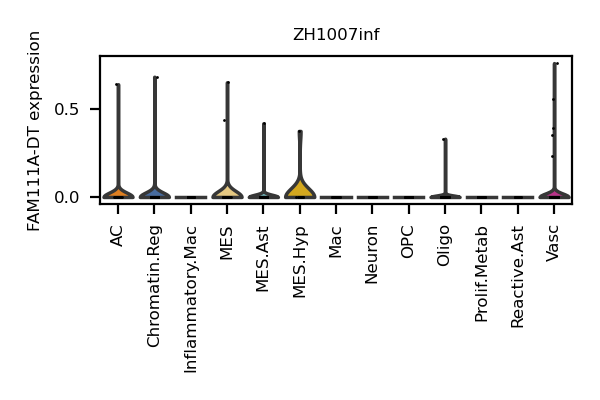 ZH1007inf
FAM111A-DT expression
0.5
0.0
AC
Chromatin.Reg
Inflammatory.Mac
MES
MES.Ast
MES.Hyp
Mac
Neuron
OPC
Oligo
Prolif.Metab
Reactive.Ast
Vasc